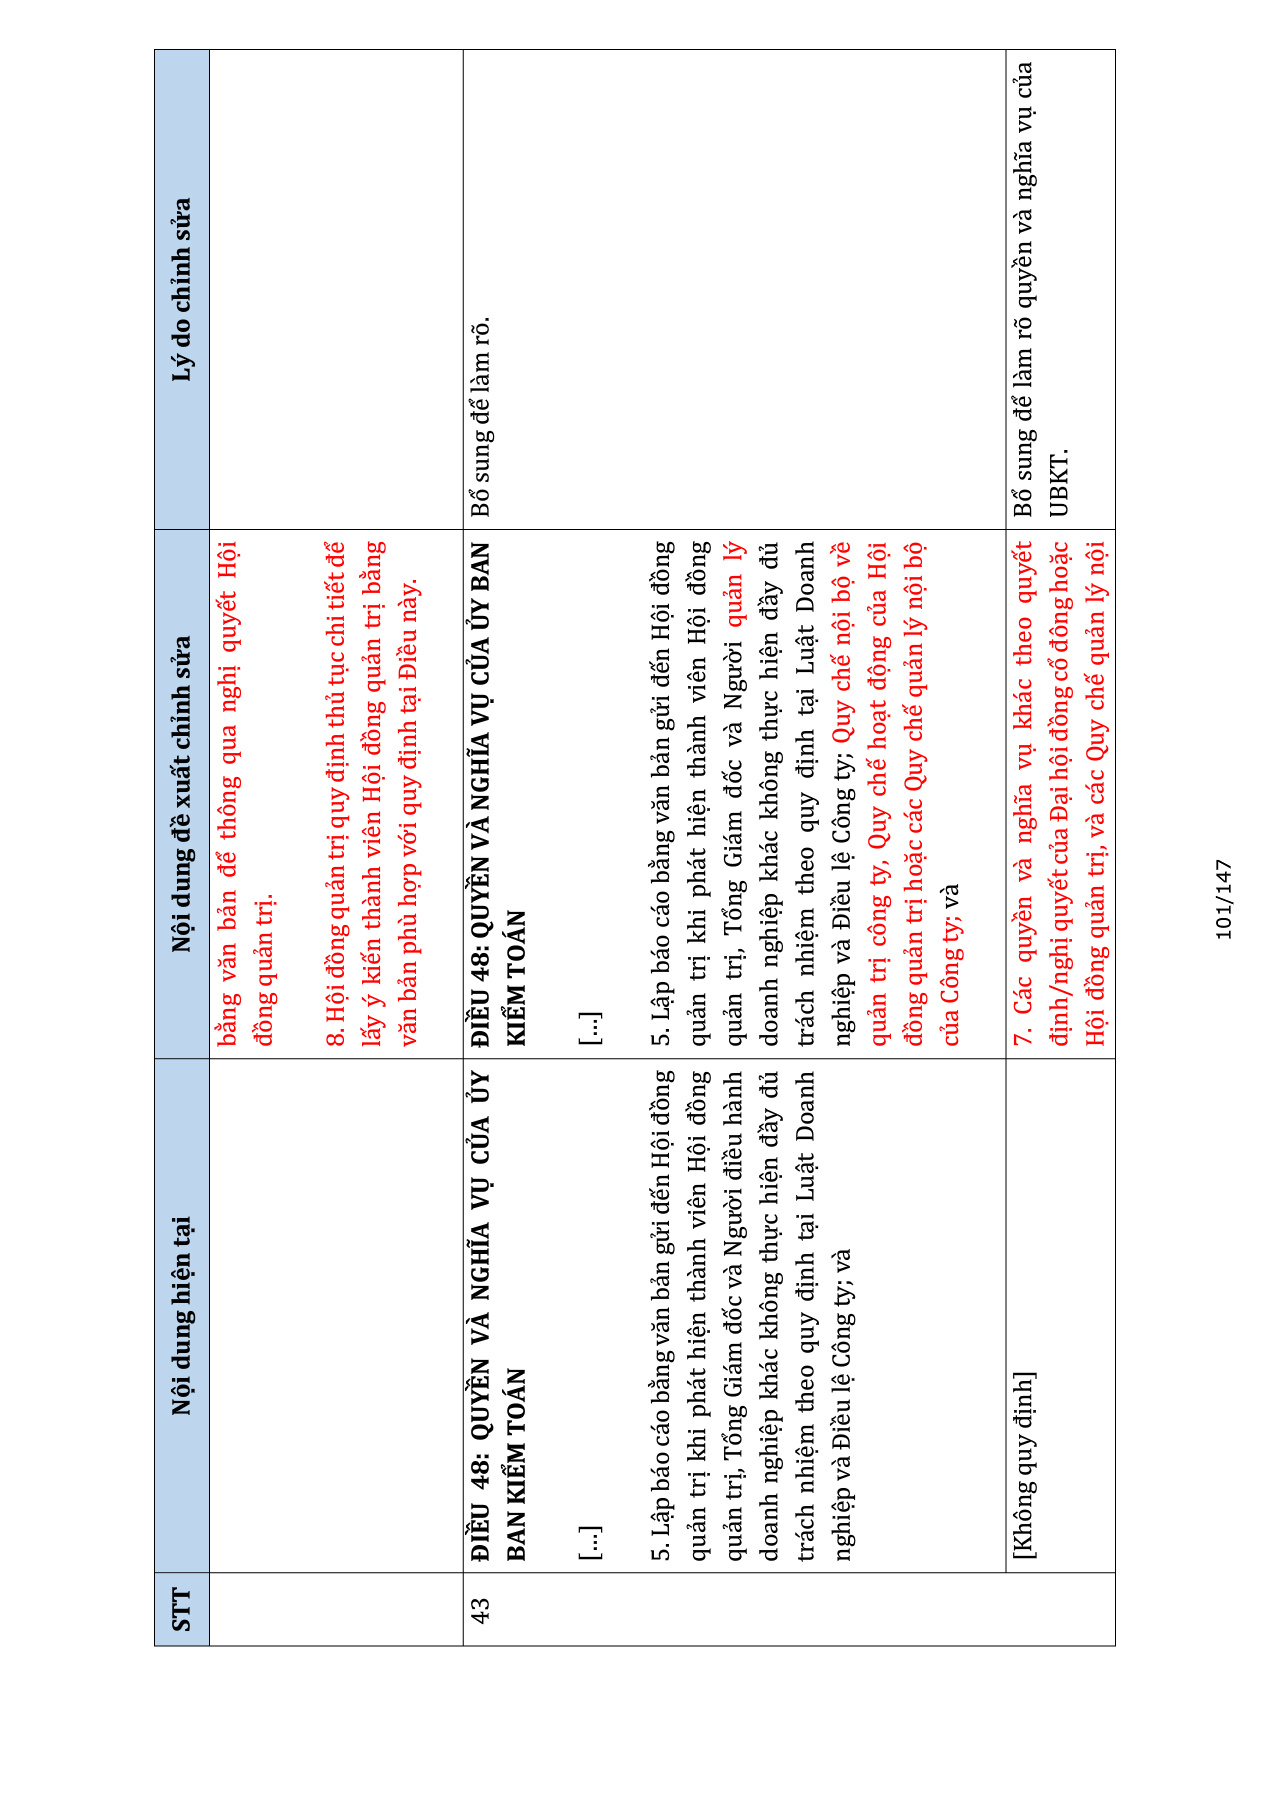 STT
Nội dung hiện tại
Nội dung đề xuất chỉnh sửa
Lý do chỉnh sửa
bằng văn bản để thông qua nghị quyết Hội
đồng quản trị.
8. Hội đồng quản trị quy định thủ tục chi tiết để
lấy ý kiến thành viên Hội đồng quản trị bằng
văn bản phù hợp với quy định tại Điều này.
43
ĐIỀU 48: QUYỀN VÀ NGHĨA VỤ CỦA ỦY
BAN KIỂM TOÁN
[...]
5. Lập báo cáo bằng văn bản gửi đến Hội đồng
quản trị khi phát hiện thành viên Hội đồng
quản trị, Tổng Giám đốc và Người điều hành
doanh nghiệp khác không thực hiện đầy đủ
trách nhiệm theo quy định tại Luật Doanh
nghiệp và Điều lệ Công ty; và
ĐIỀU 48: QUYỀN VÀ NGHĨA VỤ CỦA ỦY BAN
KIỂM TOÁN
[...]
5. Lập báo cáo bằng văn bản gửi đến Hội đồng
quản trị khi phát hiện thành viên Hội đồng
quản trị, Tổng Giám đốc và Người quản lý
doanh nghiệp khác không thực hiện đầy đủ
trách nhiệm theo quy định tại Luật Doanh
nghiệp và Điều lệ Công ty; Quy chế nội bộ về
quản trị công ty, Quy chế hoạt động của Hội
đồng quản trị hoặc các Quy chế quản lý nội bộ
của Công ty; và
Bổ sung để làm rõ.
[Không quy định]
7. Các quyền và nghĩa vụ khác theo quyết
định/nghị quyết của Đại hội đồng cổ đông hoặc
Hội đồng quản trị, và các Quy chế quản lý nội
Bổ sung để làm rõ quyền và nghĩa vụ của
UBKT.
101/147